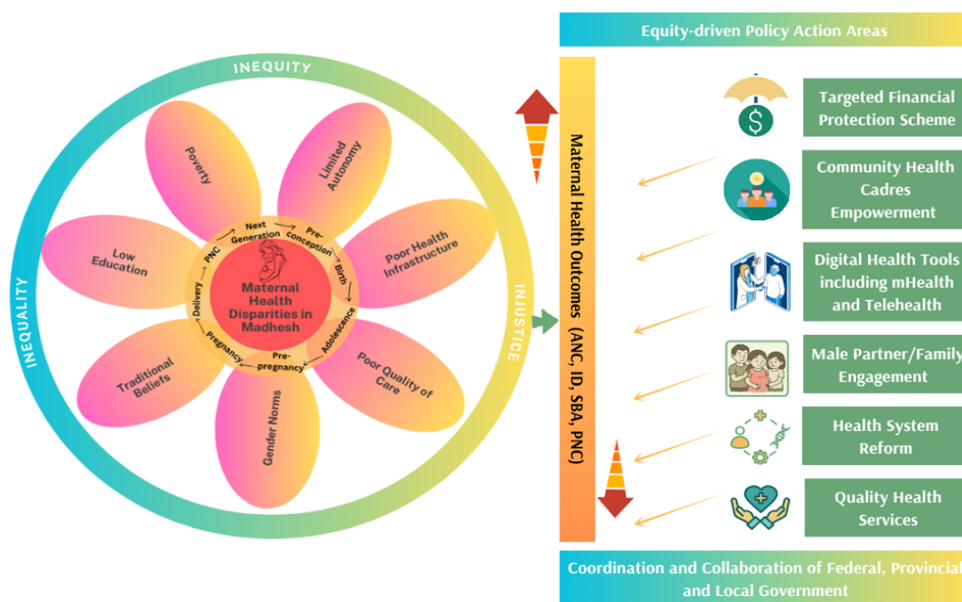 INEQUITY
INEQUALITY
INJUSTICE
Poverty
Limited
Autonomy
Poor Health
Infrastructure
Poor Quality of
Care
Gender Norms
Traditional
Beliefs
Low
Education
Next
Generation
Pre-
conception
Birth
Adolescence
Pre-
pregnancy
Pregnancy
Delivery
PNC
Maternal
Health
Disparities in
Madhesh
Maternal Health Outcomes (ANC, ID, SBA, PNC)
Equity-driven Policy Action Areas
Targeted Financial
Protection Scheme
Community Health
Cadres
Empowerment
Digital Health Tools
including mHealth
and Telehealth
Male Partner/Family
Engagement
Health System
Reform
Quality Health
Services
Coordination and Collaboration of Federal, Provincial
and Local Government